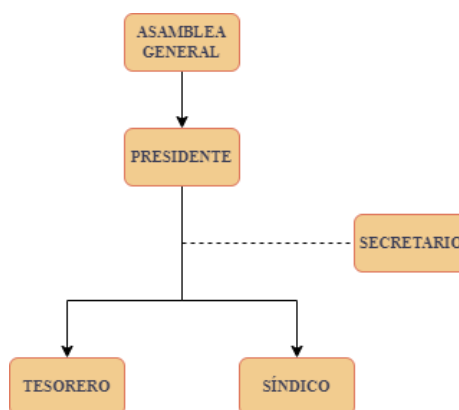 ASAMBLEA
GENERAL
PRESIDENTE
SECRETARIO
TESORERO
SÍNDICO